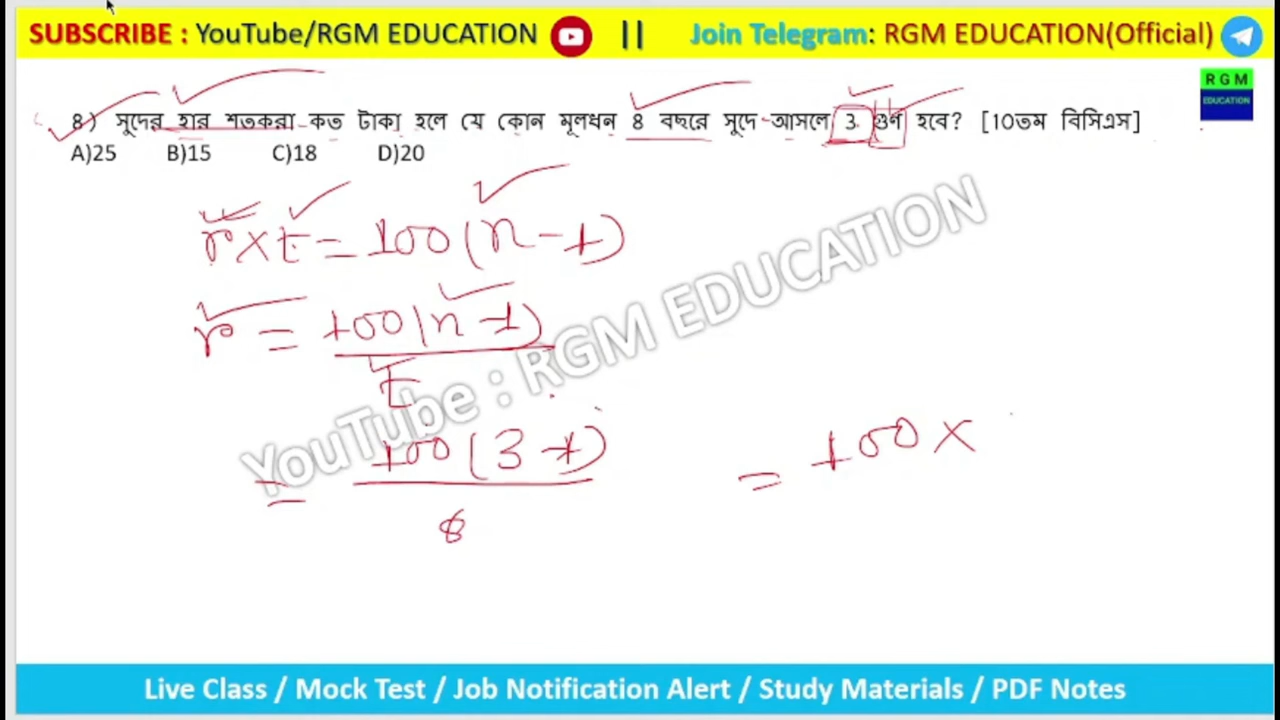 SUBSCRIBE : YouTube/RGM EDUCATION || Join Telegram: RGM EDUCATION(Official)
RGM
EDUCATION
8) সুদের হার শতকরা কত টাকা হলে যে কোন মূলধন 8 বছরে সুদে -আসলে 3 গুণ হবে? [10তম বিসিএস]
A)25 B)15 C)18 D)20
r×t = 100(n-1)
r = 100(n-1)
t
= 100(3-1)
8
= 100×
YouTube : RGM EDUCATION
Live Class / Mock Test / Job Notification Alert / Study Materials / PDF Notes